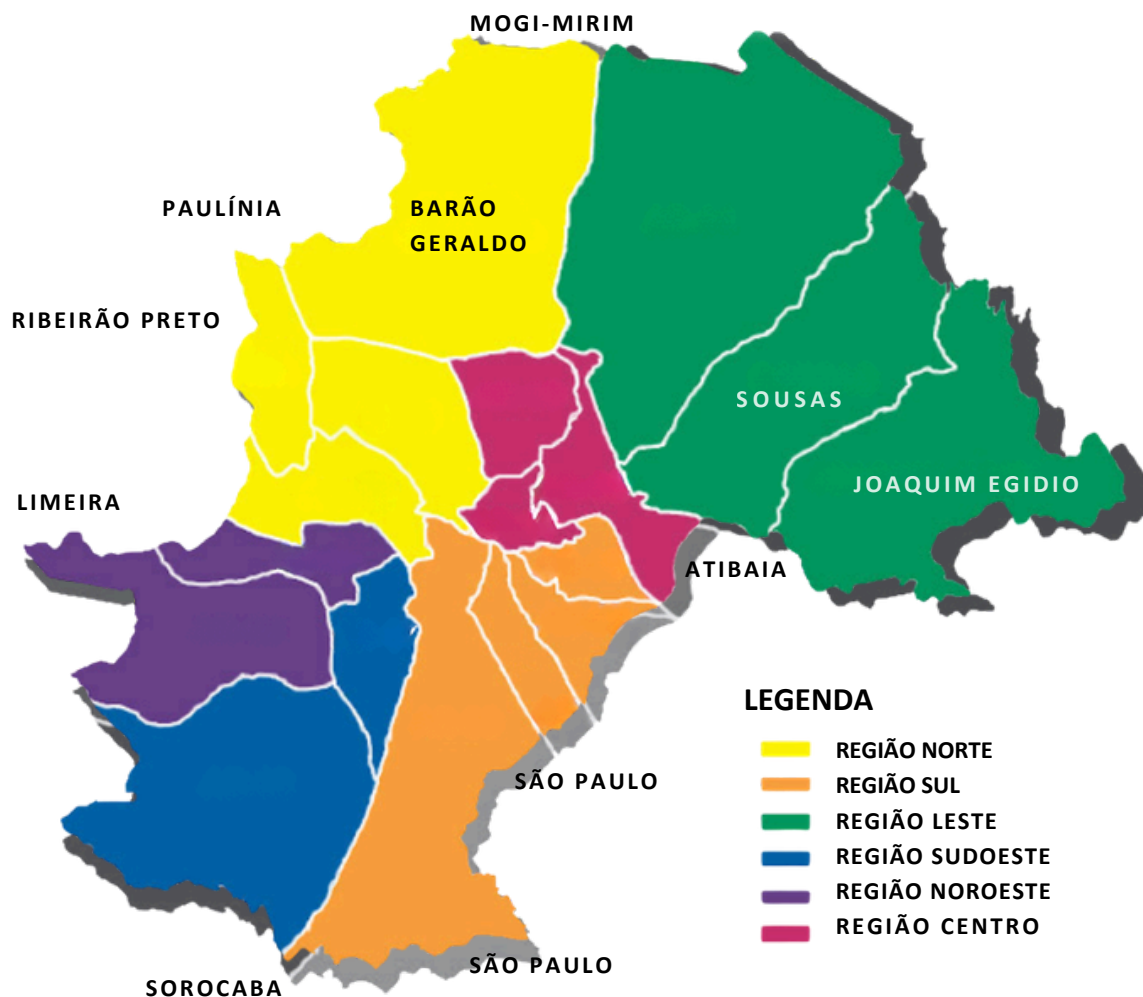 MOGI-MIRIM
PAULÍNIA
BARÃO
GERALDO
RIBEIRÃO PRETO
SOUSAS
JOAQUIM EGIDIO
LIMEIRA
ATIBAIA
SÃO PAULO
SÃO PAULO
SOROCABA
LEGENDA
REGIÃO NORTE
REGIÃO SUL
REGIÃO LESTE
REGIÃO SUDOESTE
REGIÃO NOROESTE
REGIÃO CENTRO